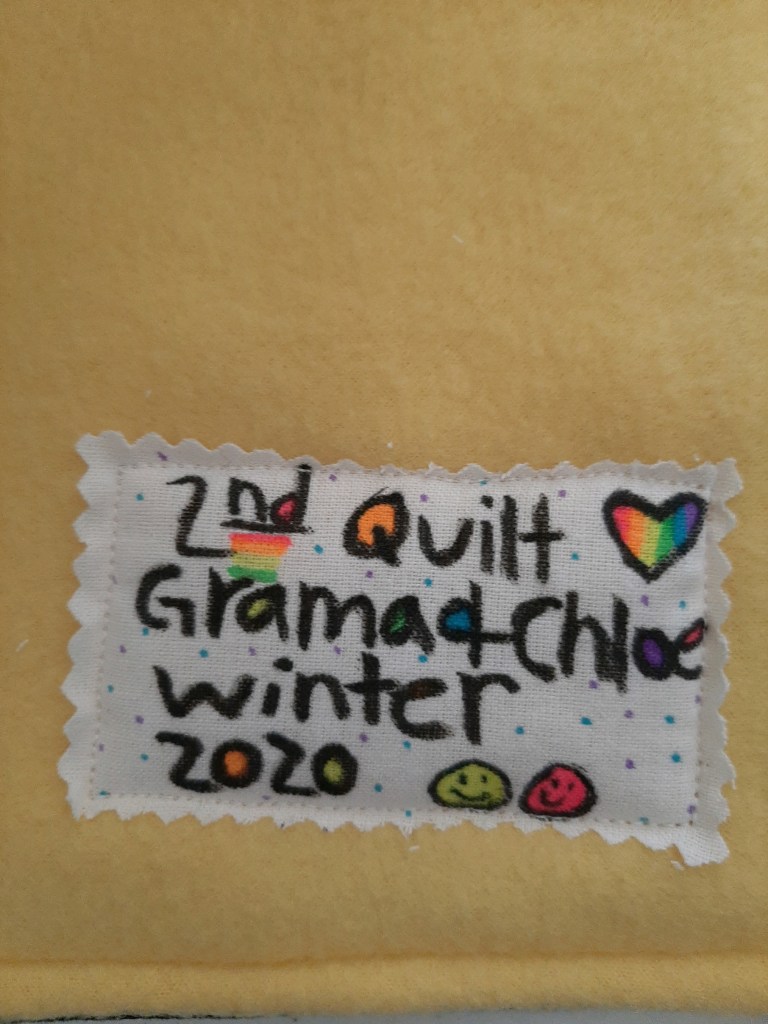 2nd Quilt
Grama & Chloe
Winter
2020